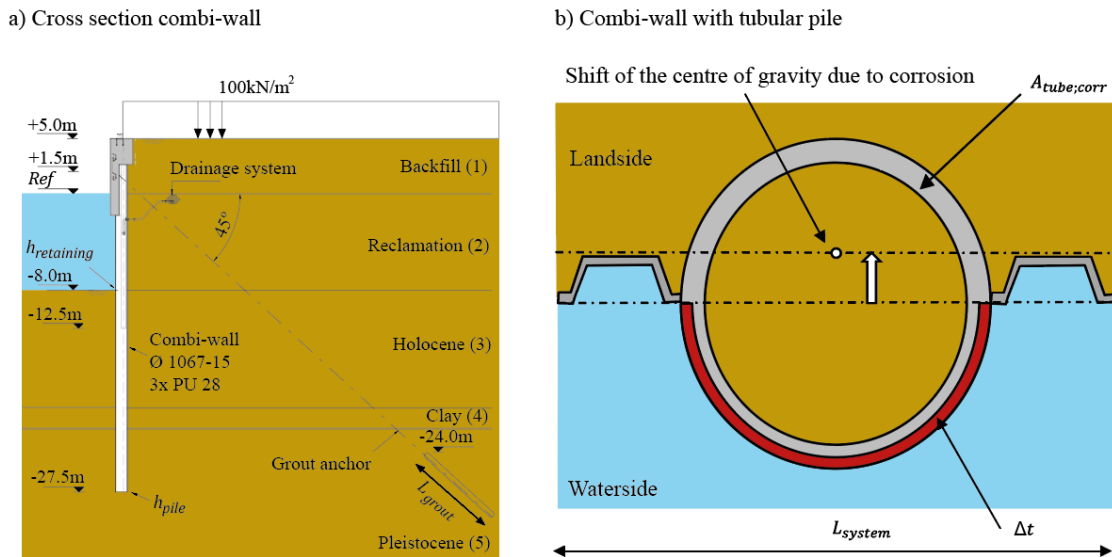 a) Cross section combi-wall
100kN/m²
+5.0m
+1.5m
Ref
Drainage system
Backfill (1)
45°
h_retaining
Reclamation (2)
-8.0m
-12.5m
Combi-wall
Ø 1067-15
3x PU 28
Holocene (3)
Clay (4)
-24.0m
Grout anchor
-27.5m
L_grout
h_pile
Pleistocene (5)
b) Combi-wall with tubular pile
Shift of the centre of gravity due to corrosion
A_tube;corr
Landside
Waterside
L_system
Δt